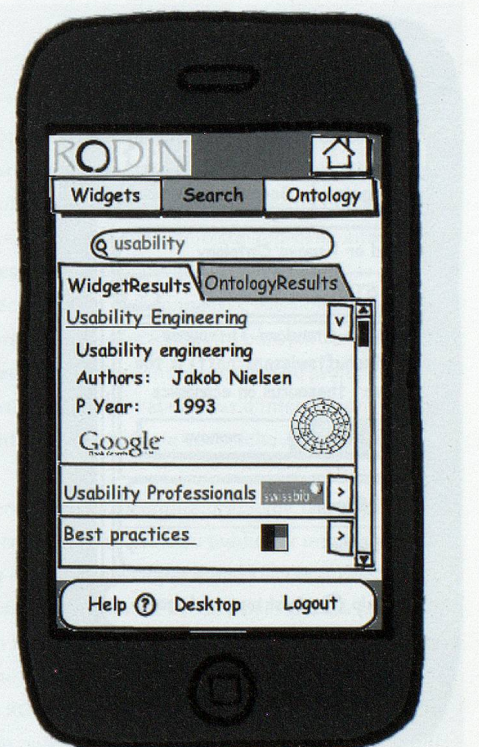 RODIN
Widgets Search Ontology
usability
WidgetResults OntologyResults
Usability Engineering v
Usability engineering
Authors: Jakob Nielsen
P.Year: 1993
Google
Usability Professionals swissbib >
Best practices >
Help ? Desktop Logout